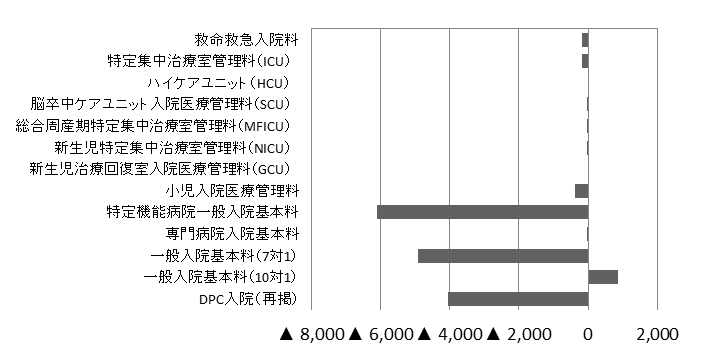 救命救急入院料
特定集中治療室管理料(ICU)
ハイケアユニット(HCU)
脳卒中ケアユニット入院医療管理料(SCU)
総合周産期特定集中治療室管理料(MFICU)
新生児特定集中治療室管理料(NICU)
新生児治療回復室入院医療管理料(GCU)
小児入院医療管理料
特定機能病院一般入院基本料
専門病院入院基本料
一般入院基本料(7対1)
一般入院基本料(10対1)
DPC入院(再掲)
▲ 8,000 ▲ 6,000 ▲ 4,000 ▲ 2,000 0 2,000